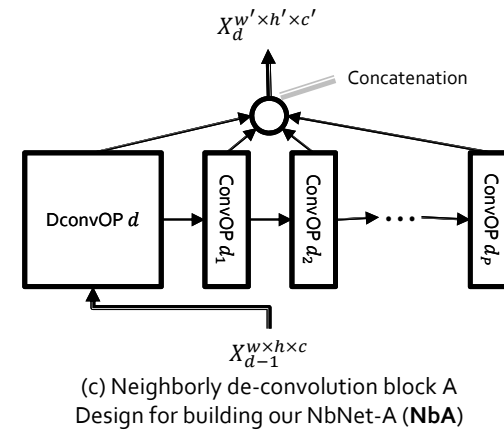 X_d^{w'×h'×c'}
Concatenation
DconvOP d
ConvOP d_1
ConvOP d_2
...
ConvOP d_P
X_{d-1}^{w×h×c}
(c) Neighborly de-convolution block A
Design for building our NbNet-A (NbA)